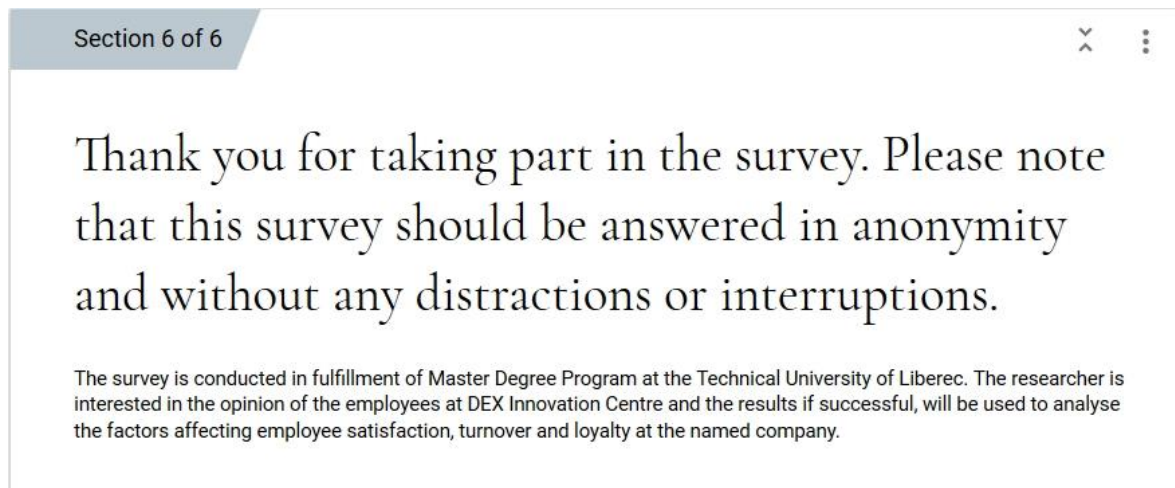 Section 6 of 6
Thank you for taking part in the survey. Please note
that this survey should be answered in anonymity
and without any distractions or interruptions.
The survey is conducted in fulfillment of Master Degree Program at the Technical University of Liberec. The researcher is
interested in the opinion of the employees at DEX Innovation Centre and the results if successful, will be used to analyse
the factors affecting employee satisfaction, turnover and loyalty at the named company.